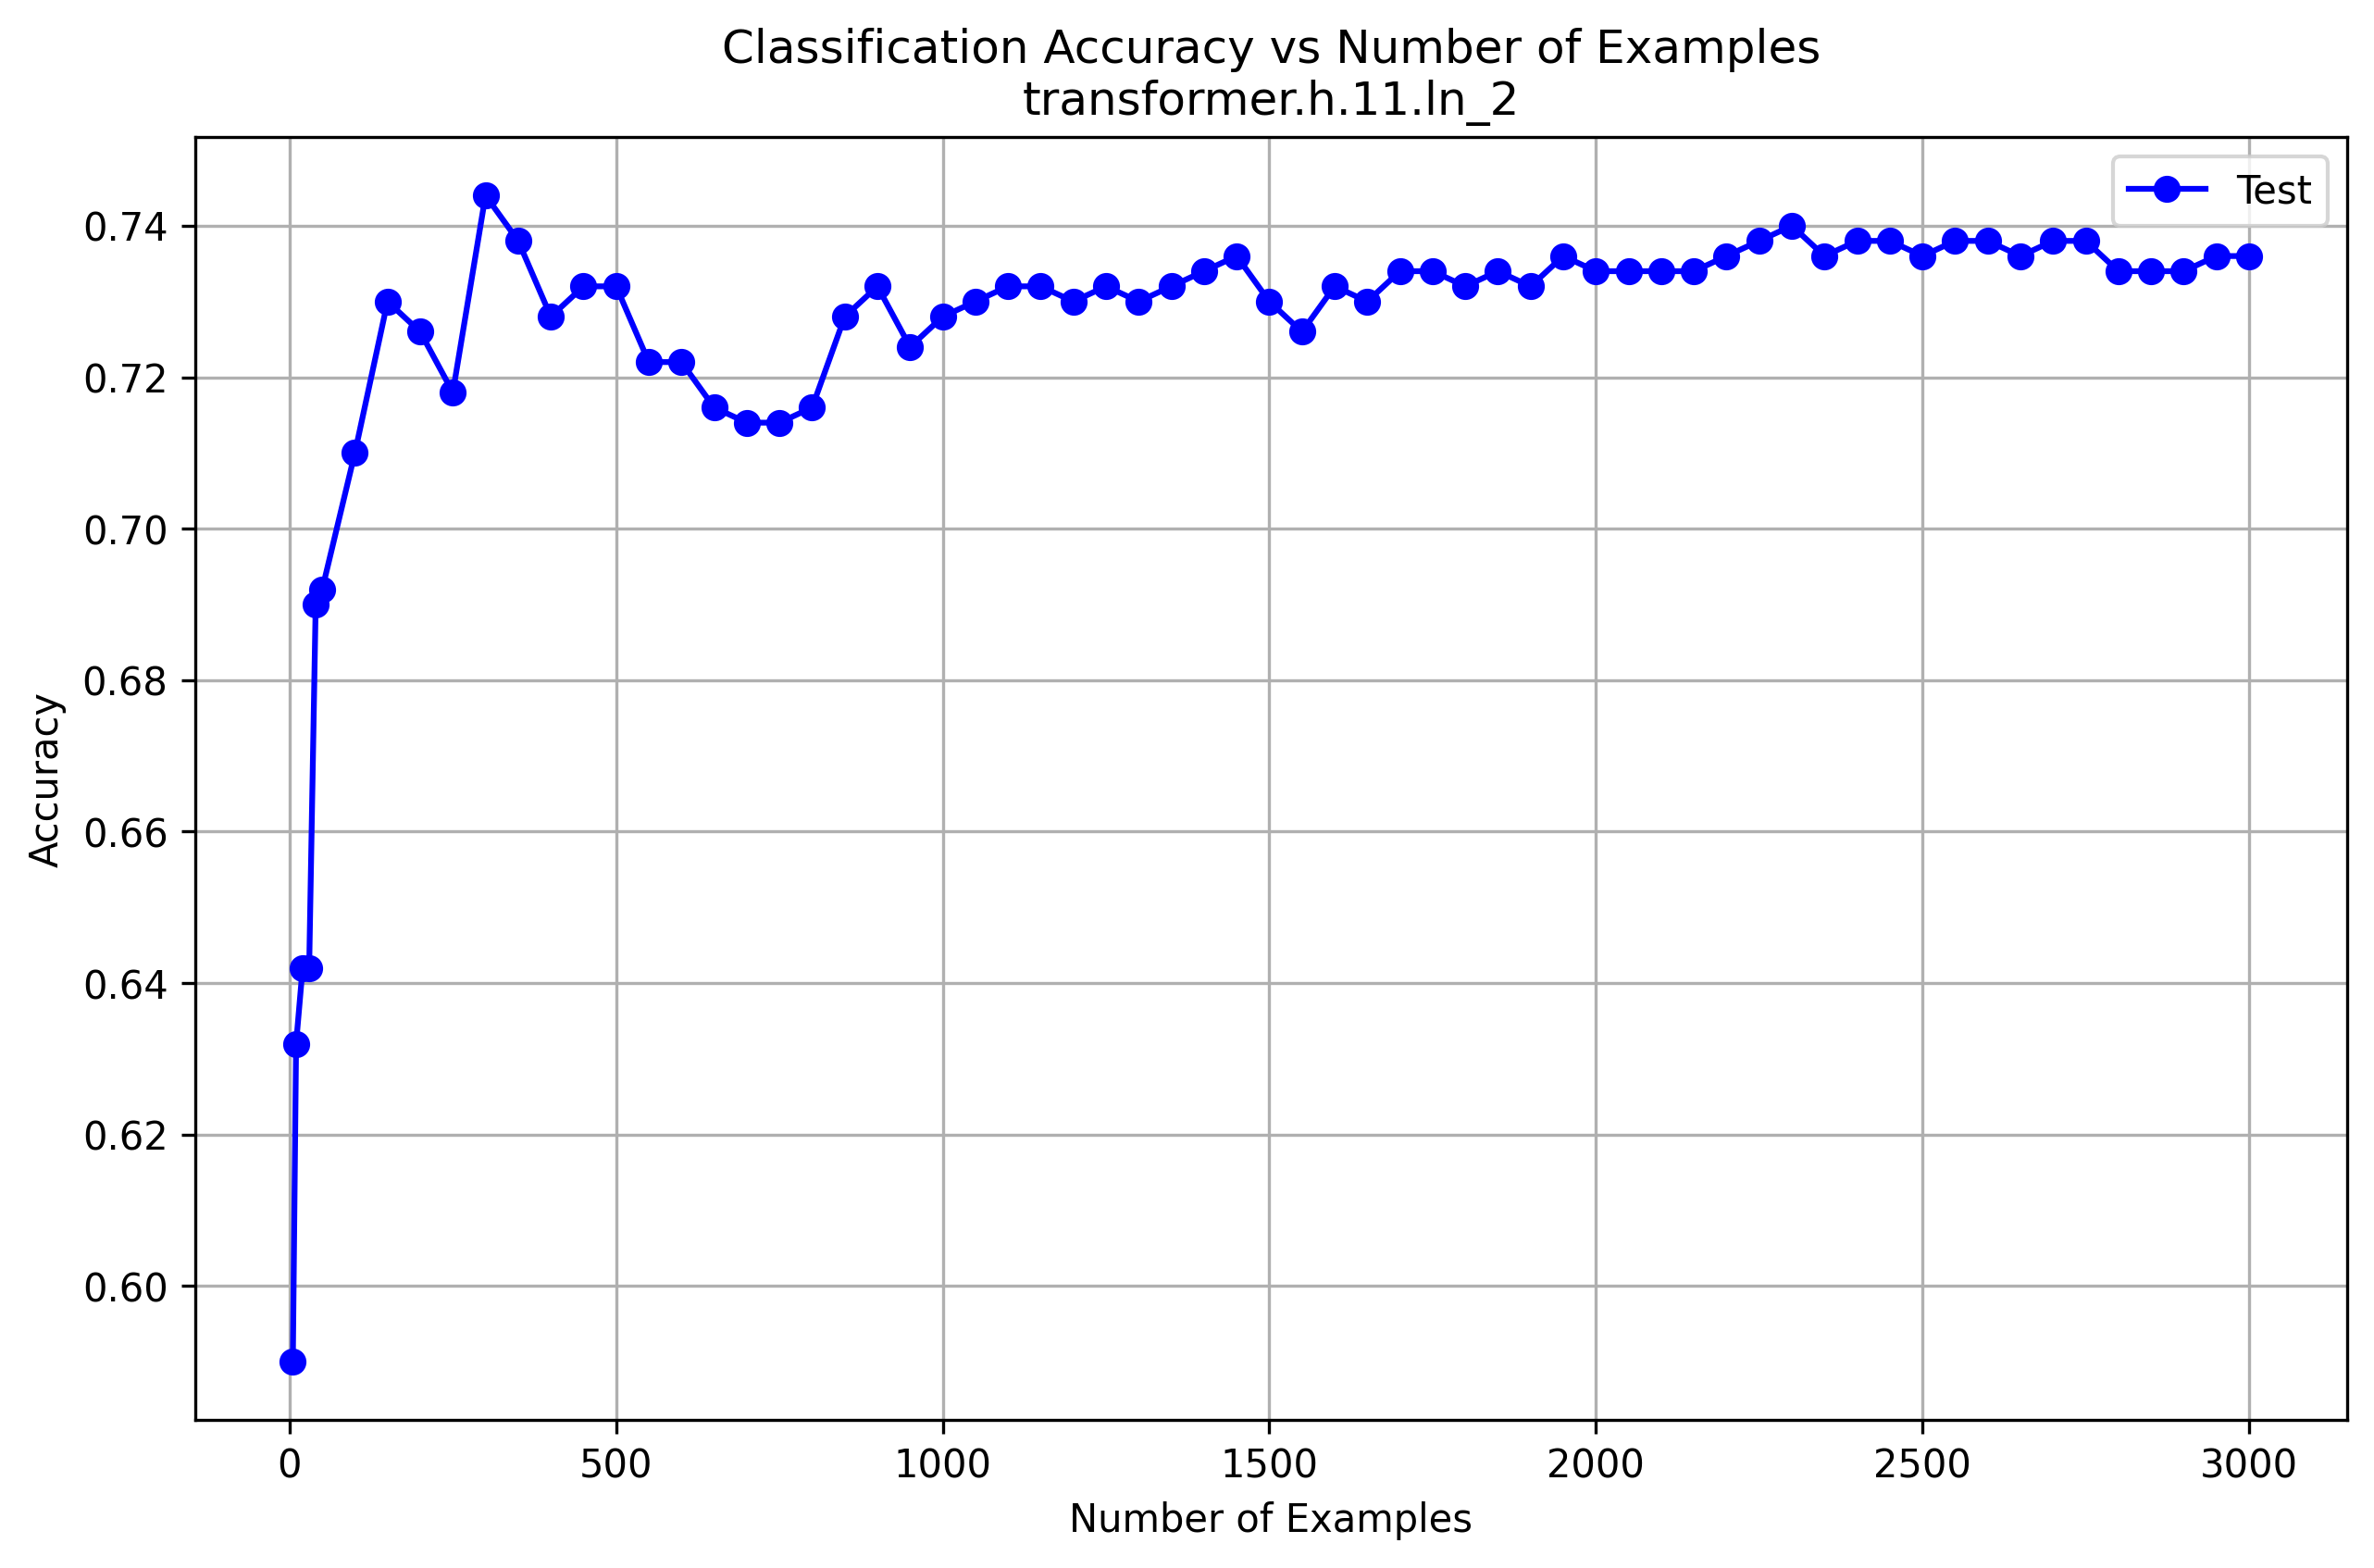 Classification Accuracy vs Number of Examples
transformer.h.11.ln_2
Test
0.74
0.72
0.70
0.68
0.66
0.64
0.62
0.60
Accuracy
0 500 1000 1500 2000 2500 3000
Number of Examples